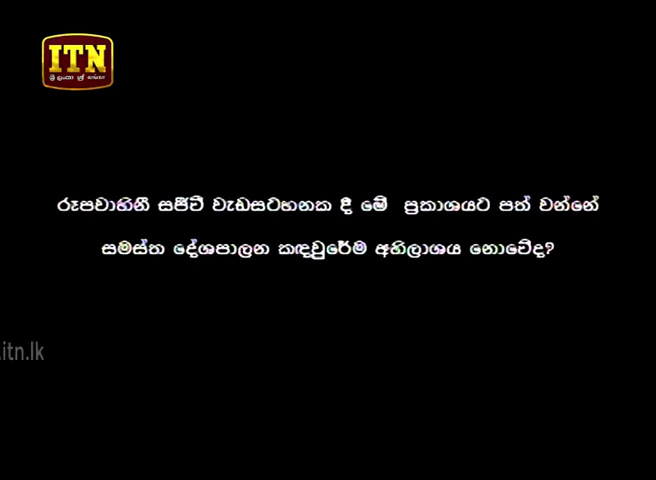 ITN
රූපවාහිනී සජීවී වැඩසටහනක දී මේ ප්‍රකාශයට පත් වන්නේ
සමස්ත දේශපාලන කඳවුරේම අභිලාශය නොවේද?
.itn.lk